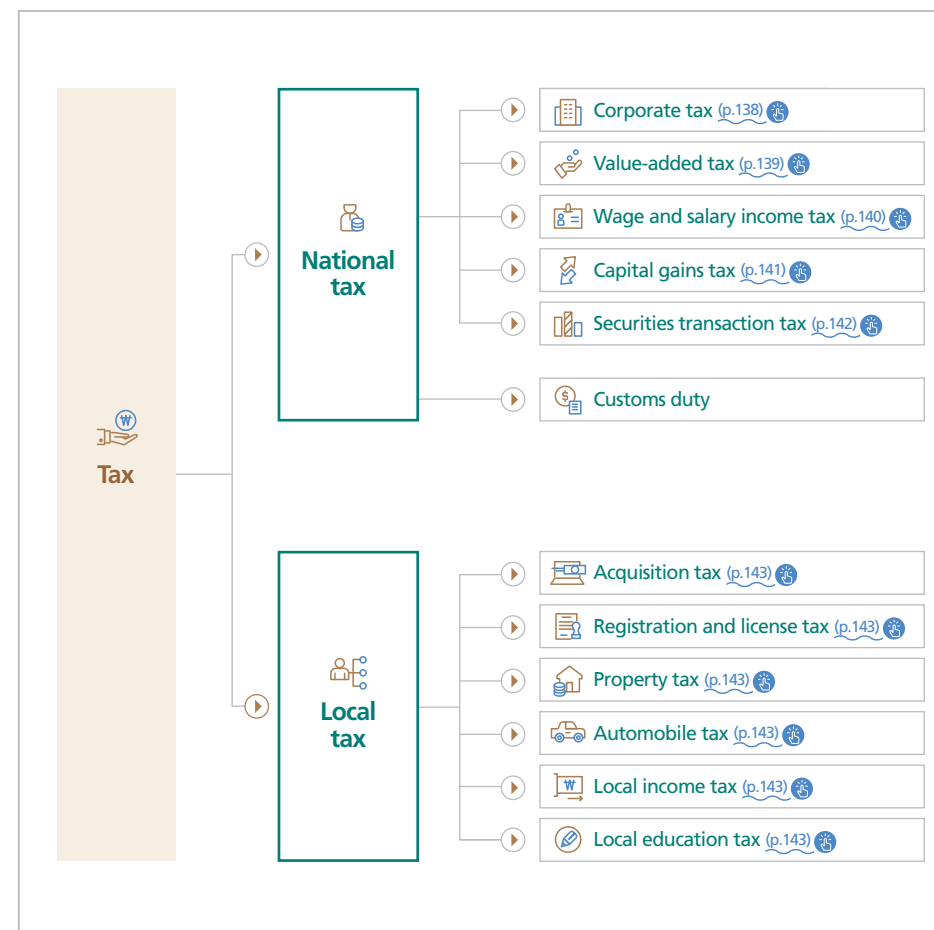 Tax
₩
National
tax
Corporate tax (p.138)
Value-added tax (p.139)
Wage and salary income tax (p.140)
Capital gains tax (p.141)
Securities transaction tax (p.142)
$
Customs duty
Local
tax
Acquisition tax (p.143)
Registration and license tax (p.143)
Property tax (p.143)
Automobile tax (p.143)
₩
Local income tax (p.143)
Local education tax (p.143)